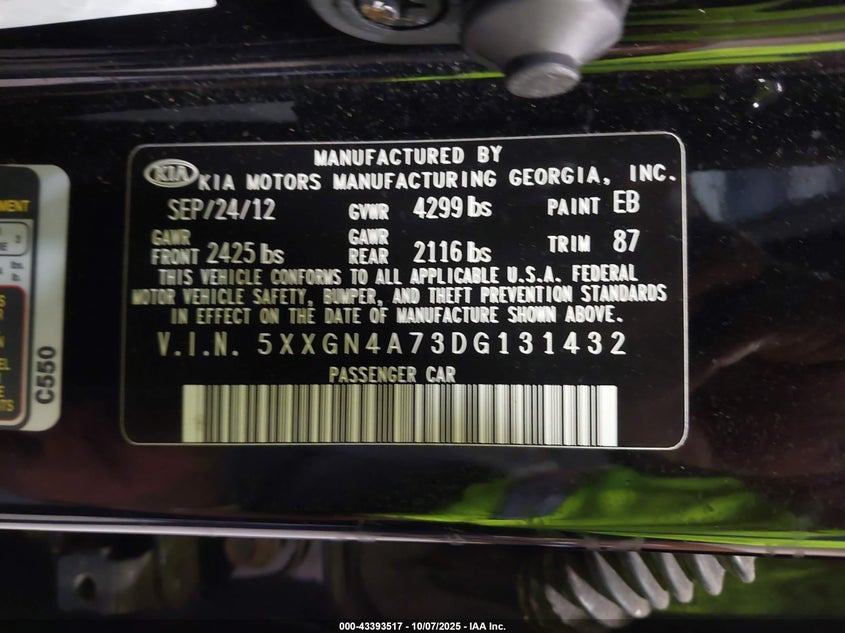 MANUFACTURED BY
KIA KIA MOTORS MANUFACTURING GEORGIA, INC.
SEP/24/12 GVWR 4299 lbs PAINT EB
GAWR FRONT 2425 lbs GAWR REAR 2116 lbs TRIM 87
THIS VEHICLE CONFORMS TO ALL APPLICABLE U.S.A. FEDERAL
MOTOR VEHICLE SAFETY, BUMPER, AND THEFT PREVENTION STANDARDS
IN EFFECT ON THE DATE OF MANUFACTURE SHOWN ABOVE.
V.I.N. 5XXGN4A73DG131432
PASSENGER CAR
C550
000-43393517 - 10/07/2025 - IAA Inc.